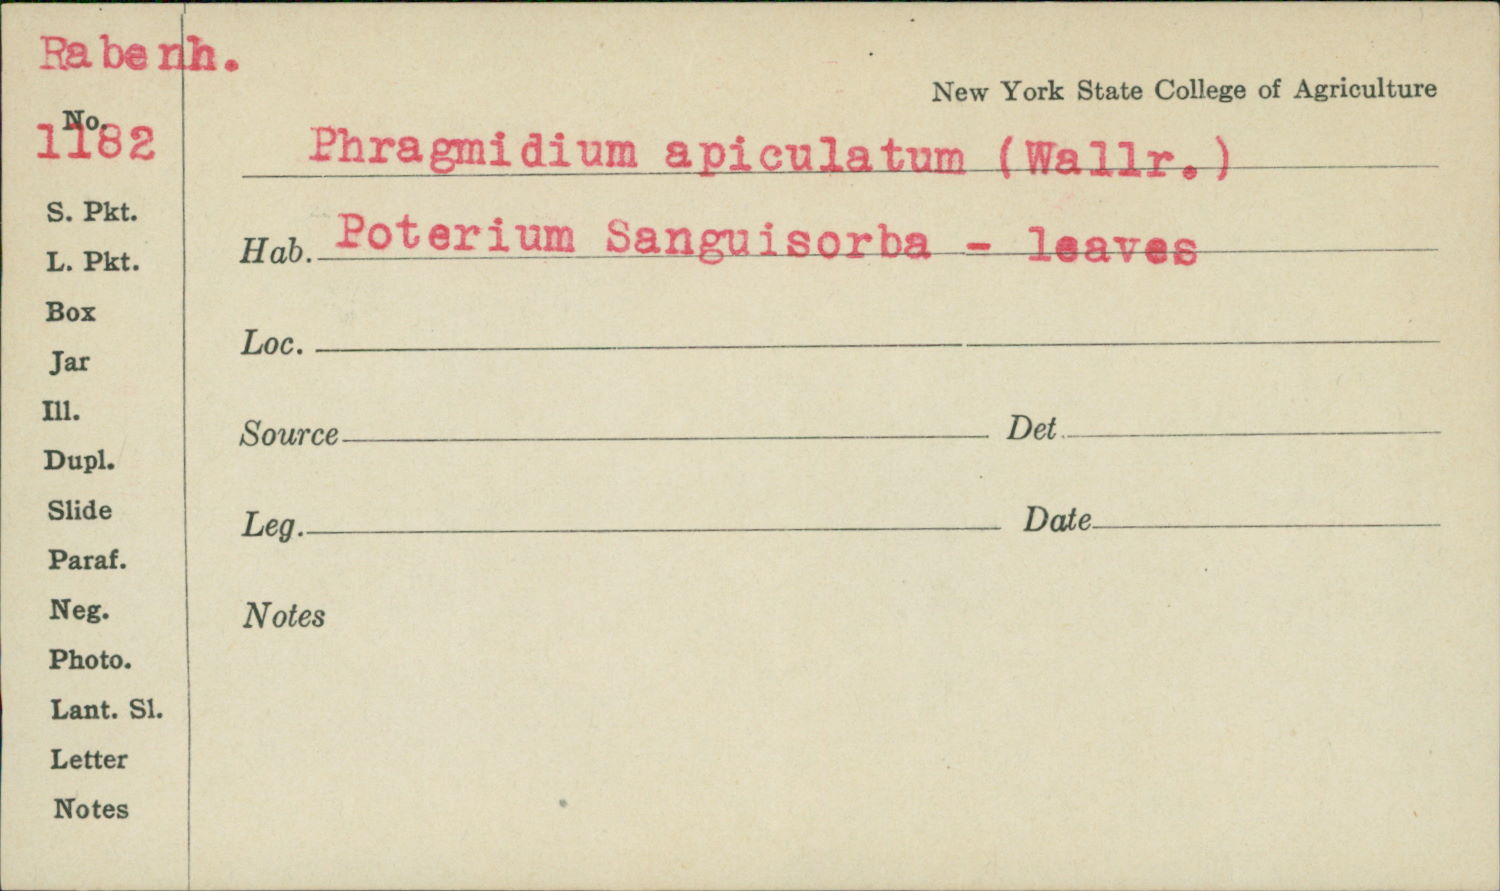 Rabenh.
New York State College of Agriculture
No.
1182
Phragmidium apiculatum (Wallr.)
S. Pkt.
Hab. Poterium Sanguisorba - leaves
L. Pkt.
Box
Loc.
Jar
Ill.
Source Det
Dupl.
Slide
Leg. Date
Paraf.
Neg.
Notes
Photo.
Lant. Sl.
Letter
Notes